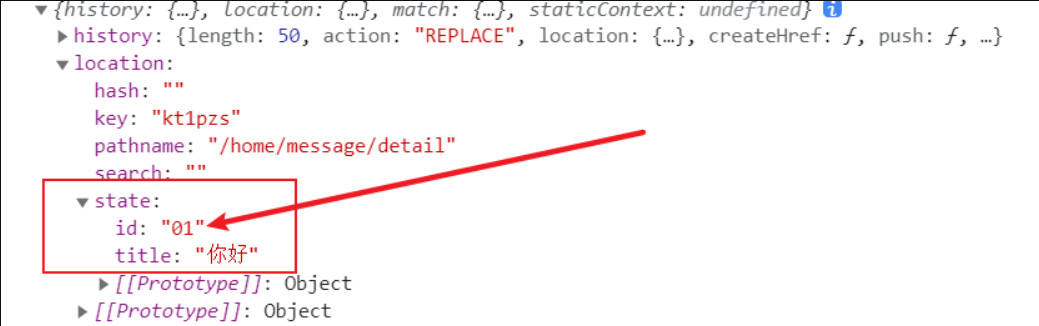 ▼{history: {…}, location: {…}, match: {…}, staticContext: undefined} i
▶history: {length: 50, action: "REPLACE", location: {…}, createHref: ƒ, push: ƒ, …}
▼location:
hash: ""
key: "kt1pzs"
pathname: "/home/message/detail"
search: ""
▼state:
id: "01"
title: "你好"
▶[[Prototype]]: Object
▶[[Prototype]]: Object